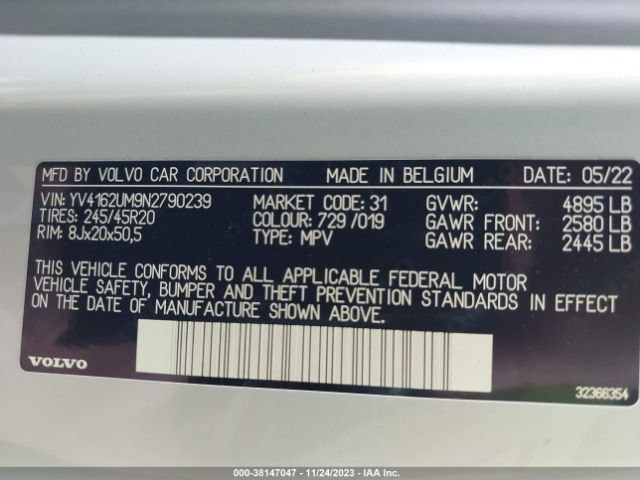 MFD BY VOLVO CAR CORPORATION MADE IN BELGIUM DATE: 05/22
VIN: YV4162UM9N2790239 MARKET CODE: 31 GVWR: 4895 LB
TIRES: 245/45R20 COLOUR: 729/019 GAWR FRONT: 2580 LB
RIM: 8Jx20x50,5 TYPE: MPV GAWR REAR: 2445 LB
THIS VEHICLE CONFORMS TO ALL APPLICABLE FEDERAL MOTOR
VEHICLE SAFETY, BUMPER AND THEFT PREVENTION STANDARDS IN EFFECT
ON THE DATE OF MANUFACTURE SHOWN ABOVE.
VOLVO
32366354
000-38147047 - 11/24/2023 - IAA, Inc.